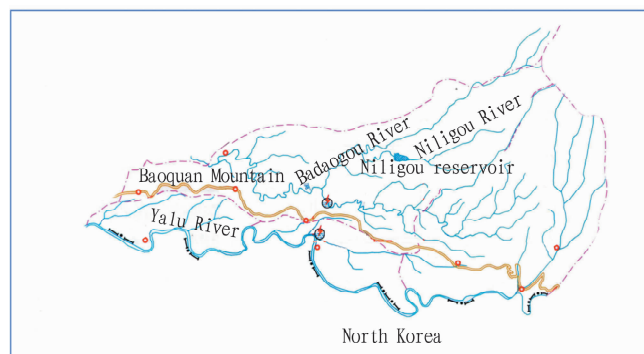 Badaogou River
Niligou River
Niligou reservoir
Baoquan Mountain
Yalu River
North Korea